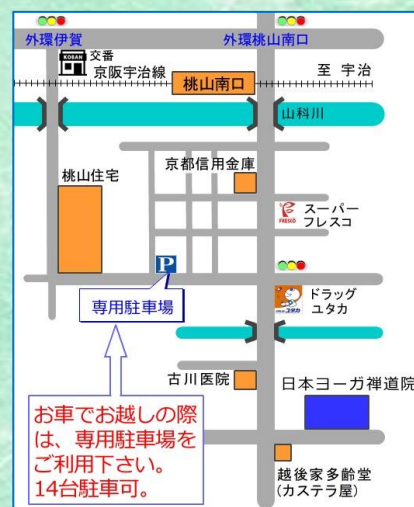 外環伊賀
外環桃山南口
KOBAN
交番
京阪宇治線
桃山南口
至 宇治
山科川
京都信用金庫
桃山住宅
FRESCO
スーパー
フレスコ
P
専用駐車場
ドラッグ
ユタカ
ユタカ
古川医院
日本ヨーガ禅道院
お車でお越しの際
は、専用駐車場を
ご利用下さい。
14台駐車可。
越後家多齢堂
(カステラ屋)